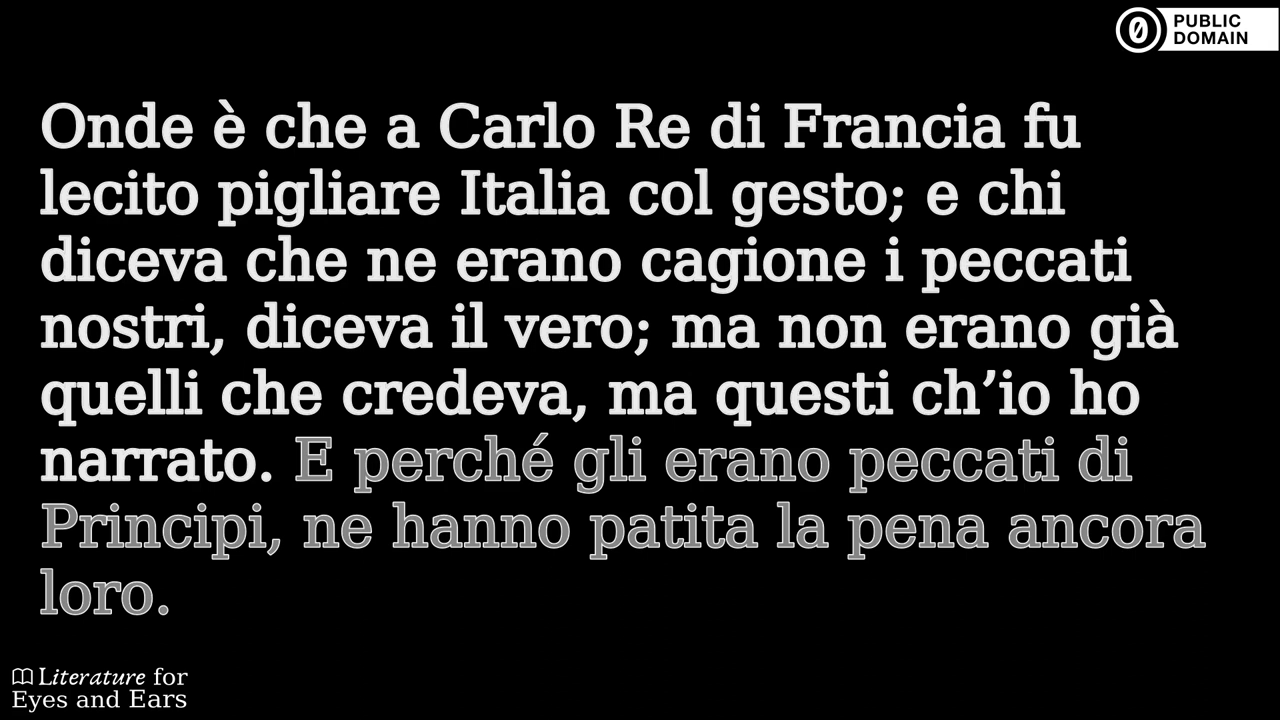 PUBLIC
DOMAIN
Onde è che a Carlo Re di Francia fu
lecito pigliare Italia col gesto; e chi
diceva che ne erano cagione i peccati
nostri, diceva il vero; ma non erano già
quelli che credeva, ma questi ch’io ho
narrato. E perché gli erano peccati di
Principi, ne hanno patita la pena ancora
loro.
Literature for
Eyes and Ears